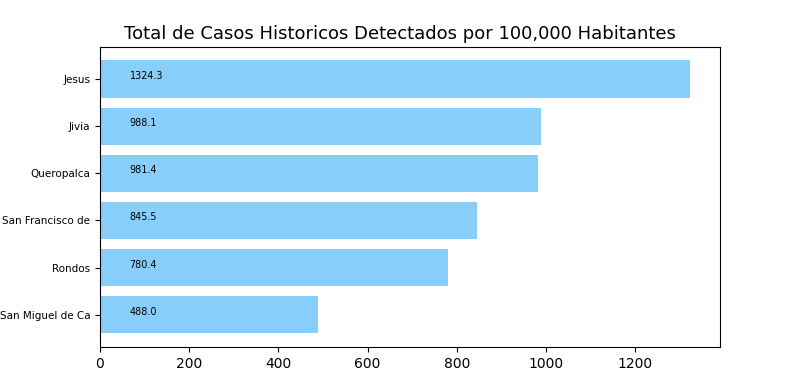 Total de Casos Historicos Detectados por 100,000 Habitantes
Jesus 1324.3
Jivia 988.1
Queropalca 981.4
San Francisco de 845.5
Rondos 780.4
San Miguel de Ca 488.0
0 200 400 600 800 1000 1200